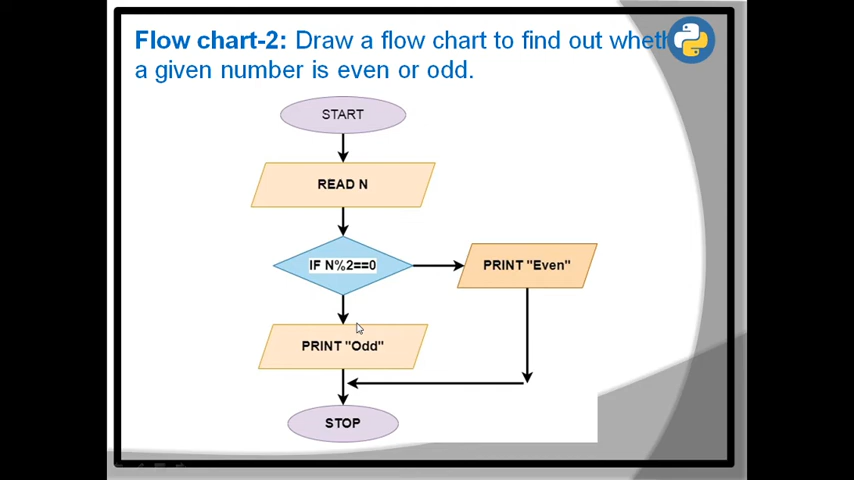 Flow chart-2: Draw a flow chart to find out
a given number is even or odd.
START
READ N
IF N%2==0
PRINT "Even"
PRINT "Odd"
STOP